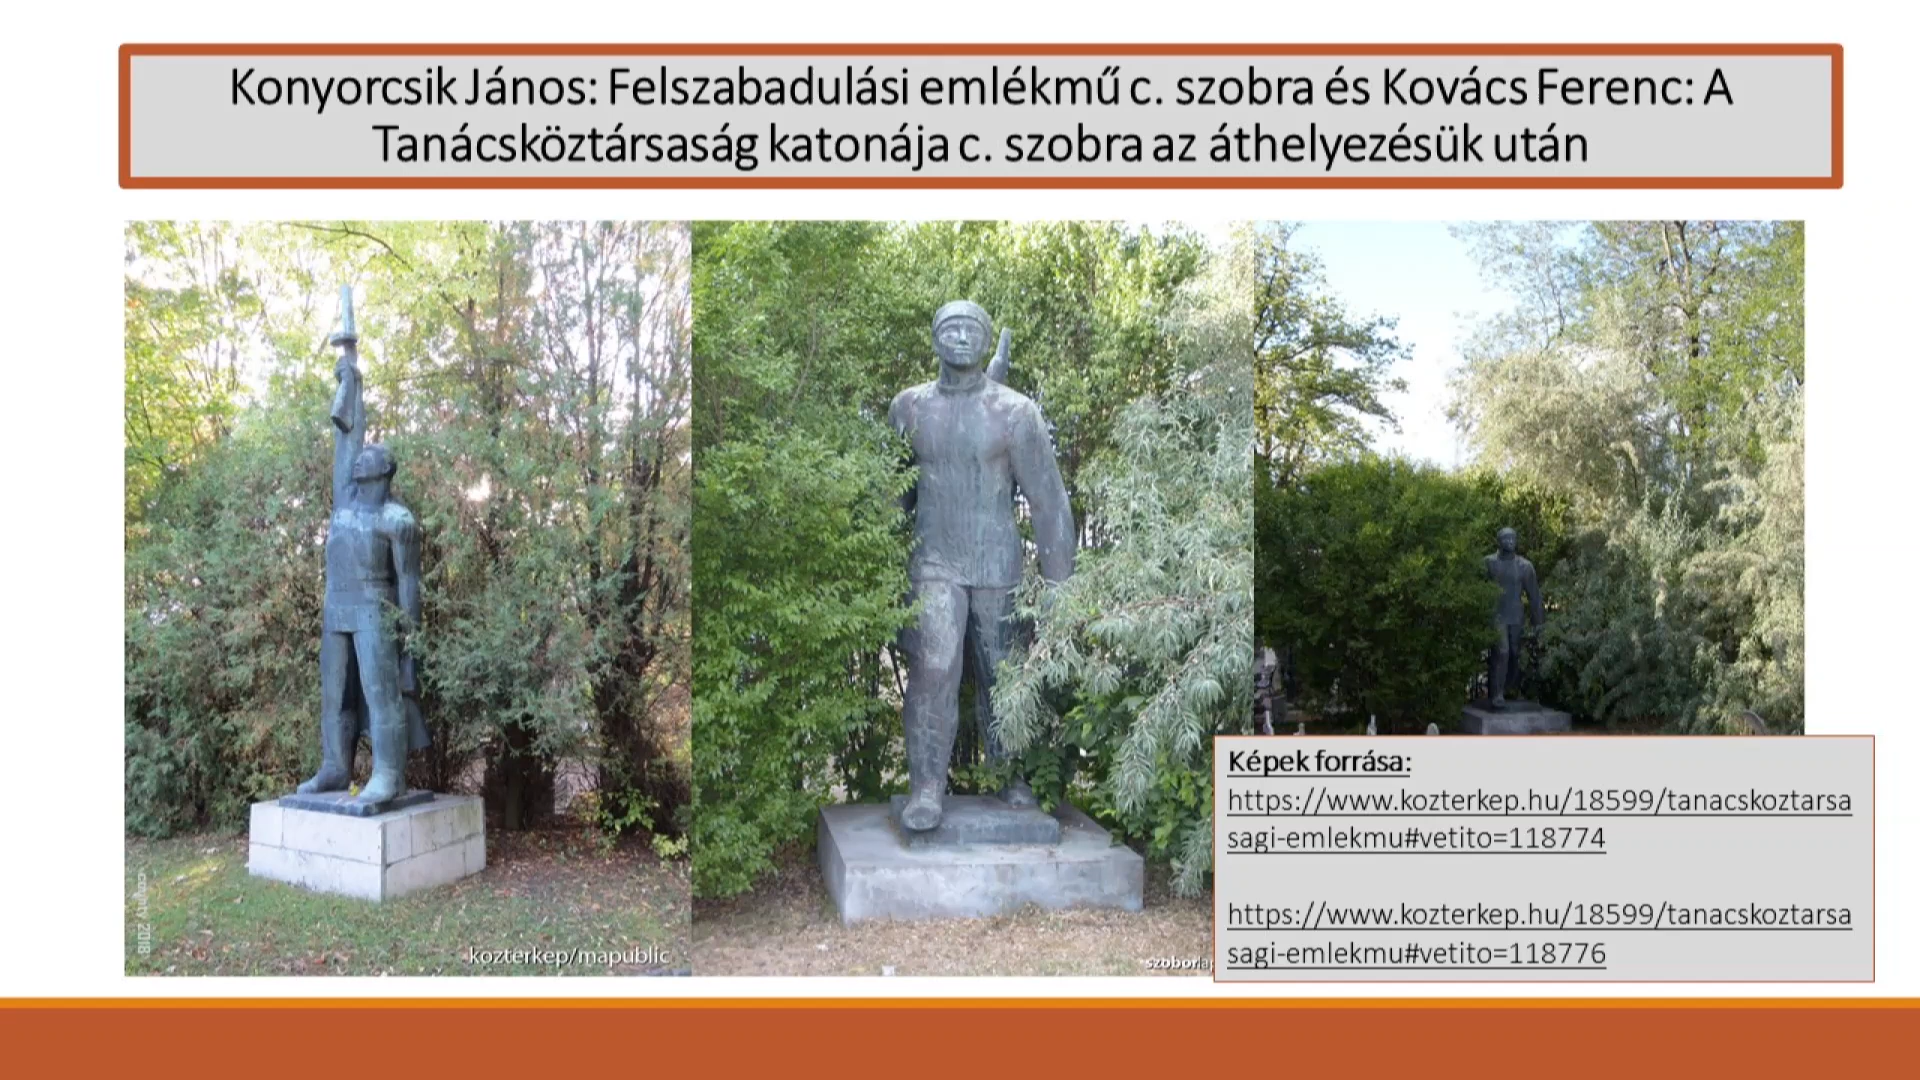 Konyorcsik János: Felszabadulási emlékmű c. szobra és Kovács Ferenc: A
Tanácsköztársaság katonája c. szobra az áthelyezésük után
kozterkep/mapublic
szoborlap
Képek forrása:
https://www.kozterkep.hu/18599/tanacskoztarsa
sagi-emlekmu#vetito=118774
https://www.kozterkep.hu/18599/tanacskoztarsa
sagi-emlekmu#vetito=118776